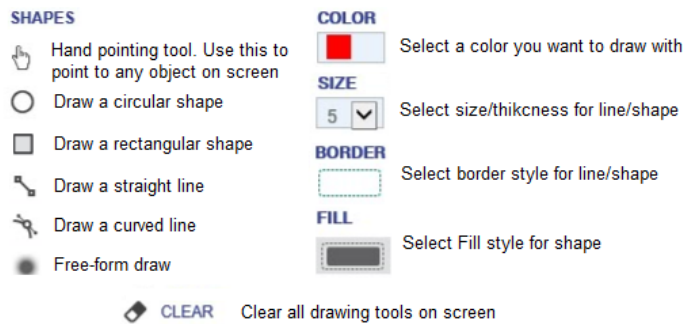 SHAPES
Hand pointing tool. Use this to
point to any object on screen
Draw a circular shape
Draw a rectangular shape
Draw a straight line
Draw a curved line
Free-form draw
COLOR
Select a color you want to draw with
SIZE
5
Select size/thikcness for line/shape
BORDER
Select border style for line/shape
FILL
Select Fill style for shape
CLEAR Clear all drawing tools on screen